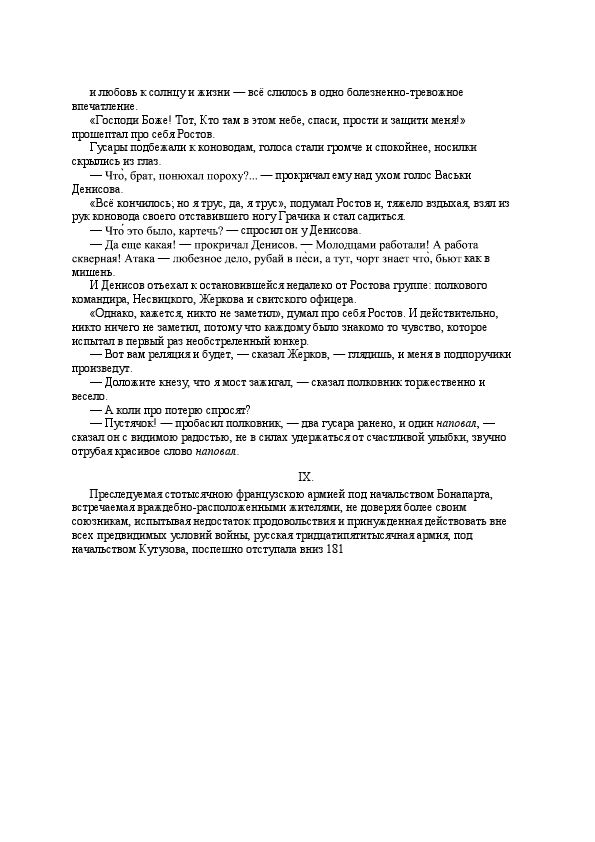 и любовь к солнцу и жизни — всё слилось в одно болезненно-тревожное
впечатление.
«Господи Боже! Тот, Кто там в этом небе, спаси, прости и защити меня!»
прошептал про себя Ростов.
Гусары подбежали к коноводам, голоса стали громче и спокойнее, носилки
скрылись из глаз.
— Что̀, брат, понюхал пороху?... — прокричал ему над ухом голос Васьки
Денисова.
«Всё кончилось; но я трус, да, я трус», подумал Ростов и, тяжело вздыхая, взял из
рук коновода своего отставившего ногу Грачика и стал садиться.
— Что̀ это было, картечь? — спросил он у Денисова.
— Да еще какая! — прокричал Денисов. — Молодцами работали! А работа
скверная! Атака — любезное дело, рубай в пѐси, а тут, чорт знает что̀, бьют как в
мишень.
И Денисов отъехал к остановившейся недалеко от Ростова группе: полкового
командира, Несвицкого, Жеркова и свитского офицера.
«Однако, кажется, никто не заметил», думал про себя Ростов. И действительно,
никто ничего не заметил, потому что каждому было знакомо то чувство, которое
испытал в первый раз необстреленный юнкер.
— Вот вам реляция и будет, — сказал Жерков, — глядишь, и меня в подпоручики
произведут.
— Доложите кнезу, что я мост зажигал, — сказал полковник торжественно и
весело.
— А коли про потерю спросят?
— Пустячок! — пробасил полковник, — два гусара ранено, и один наповал, —
сказал он с видимою радостью, не в силах удержаться от счастливой улыбки, звучно
отрубая красивое слово наповал.
IX.
Преследуемая стотысячною французскою армией под начальством Бонапарта,
встречаемая враждебно-расположенными жителями, не доверяя более своим
союзникам, испытывая недостаток продовольствия и принужденная действовать вне
всех предвидимых условий войны, русская тридцатипятитысячная армия, под
начальством Кутузова, поспешно отступала вниз 181